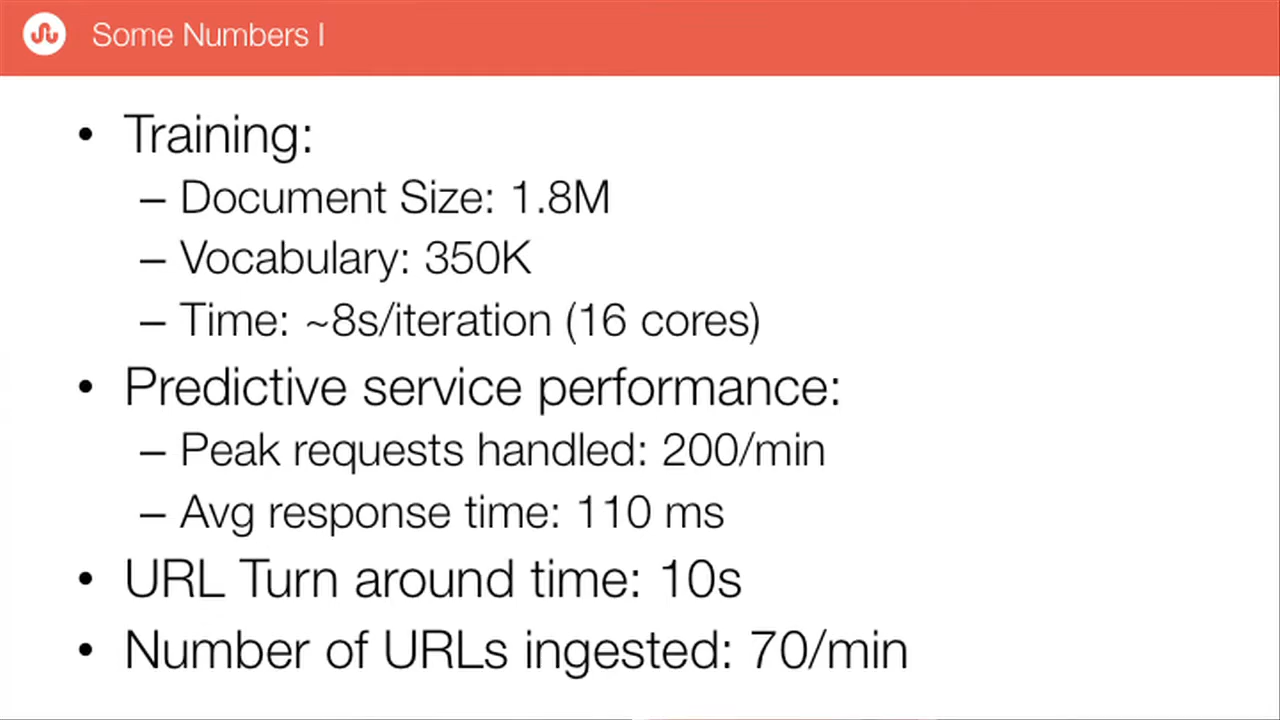 Some Numbers I
• Training:
– Document Size: 1.8M
– Vocabulary: 350K
– Time: ~8s/iteration (16 cores)
• Predictive service performance:
– Peak requests handled: 200/min
– Avg response time: 110 ms
• URL Turn around time: 10s
• Number of URLs ingested: 70/min